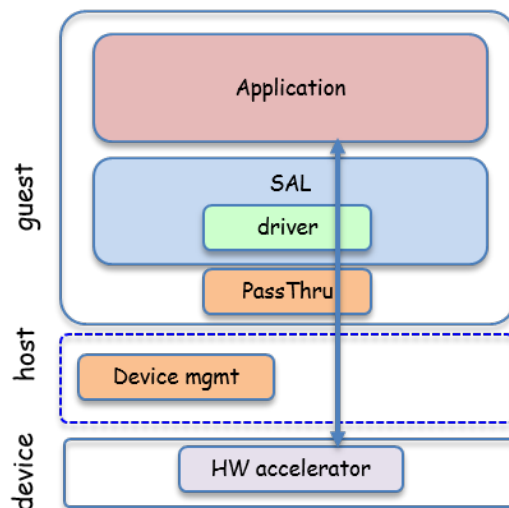 Application
guest
SAL
driver
PassThru
host
Device mgmt
device
HW accelerator